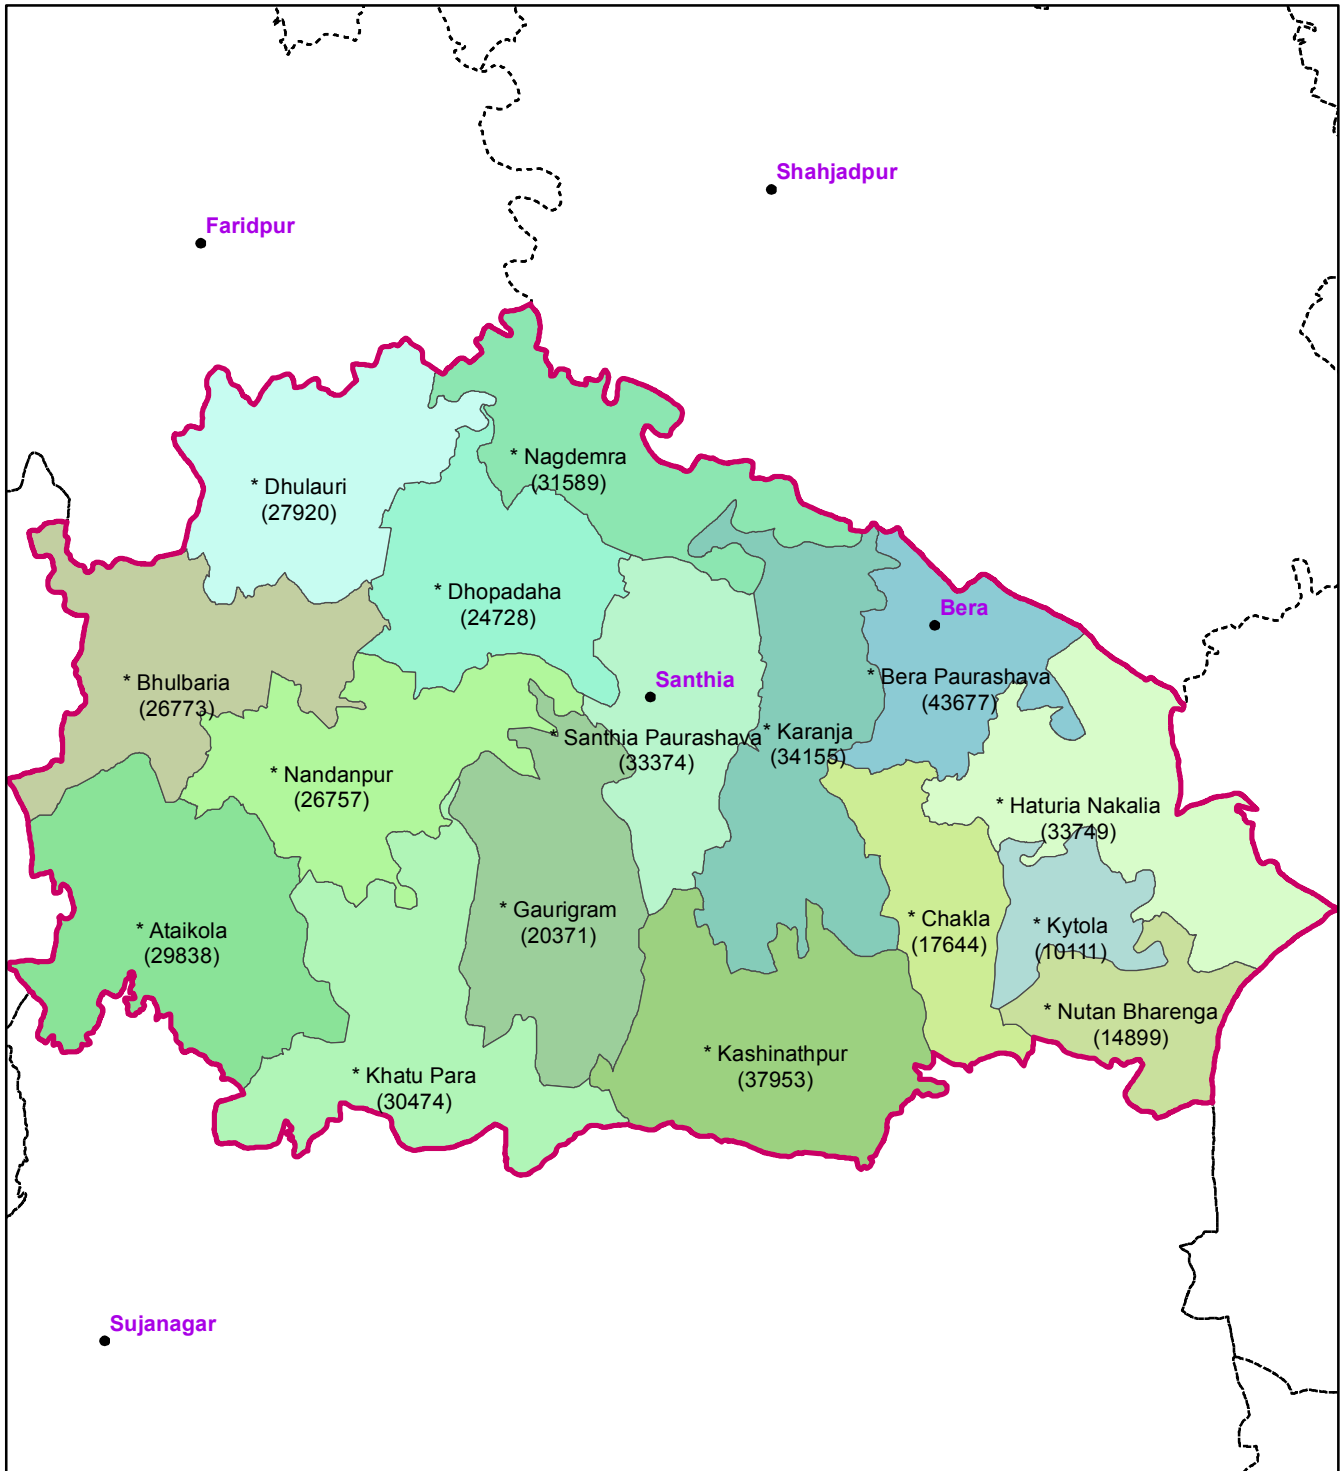 Shahjadpur
Faridpur
* Nagdemra
(31589)
* Dhulauri
(27920)
* Dhopadaha
(24728)
Bera
* Bhulbaria
(26773)
Santhia
* Bera Paurashava
(43677)
* Santhia Paurashava
(33374)
* Karanja
(34155)
* Nandanpur
(26757)
* Haturia Nakalia
(33749)
* Ataikola
(29838)
* Gaurigram
(20371)
* Chakla
(17644)
* Kytola
(10111)
* Nutan Bharenga
(14899)
* Khatu Para
(30474)
* Kashinathpur
(37953)
Sujanagar